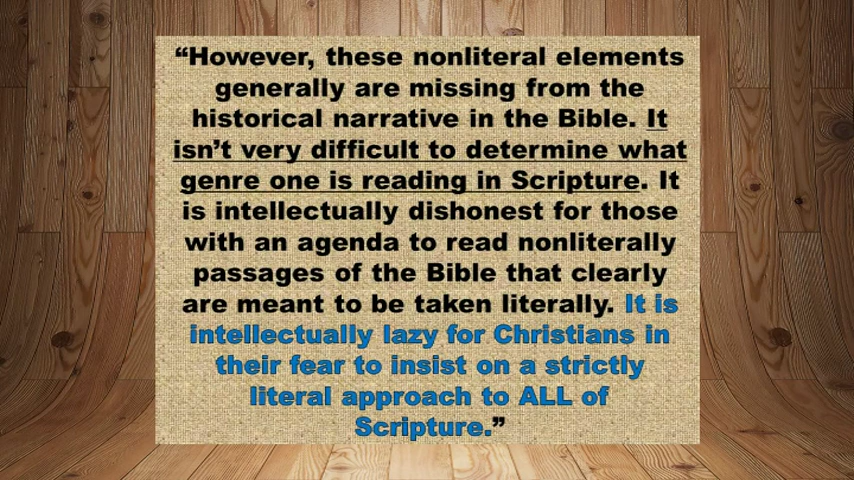 “However, these nonliteral elements
generally are missing from the
historical narrative in the Bible. It
isn’t very difficult to determine what
genre one is reading in Scripture. It
is intellectually dishonest for those
with an agenda to read nonliterally
passages of the Bible that clearly
are meant to be taken literally. It is
intellectually lazy for Christians in
their fear to insist on a strictly
literal approach to ALL of
Scripture.”